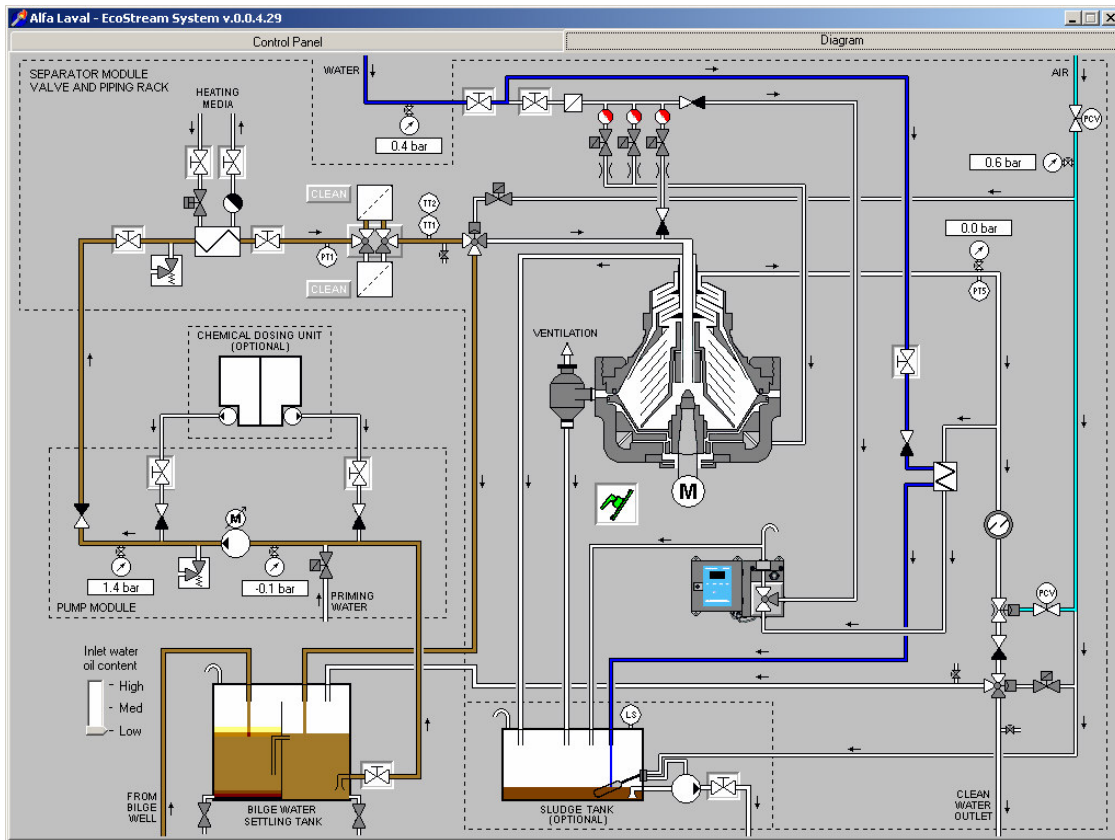 Alfa Laval - EcoStream System v.0.0.4.29
Control Panel
Diagram
SEPARATOR MODULE
VALVE AND PIPING RACK
HEATING
MEDIA
WATER
AIR
0.4 bar
PCV
0.6 bar
CLEAN
TT2
TT1
PT1
CLEAN
0.0 bar
PT5
CHEMICAL DOSING UNIT
(OPTIONAL)
VENTILATION
M
M
1.4 bar
-0.1 bar
PRIMING
WATER
PUMP MODULE
PCV
Inlet water
oil content
- High
- Med
- Low
LS
FROM
BILGE
WELL
BILGE WATER
SETTLING TANK
SLUDGE TANK
(OPTIONAL)
CLEAN
WATER
OUTLET